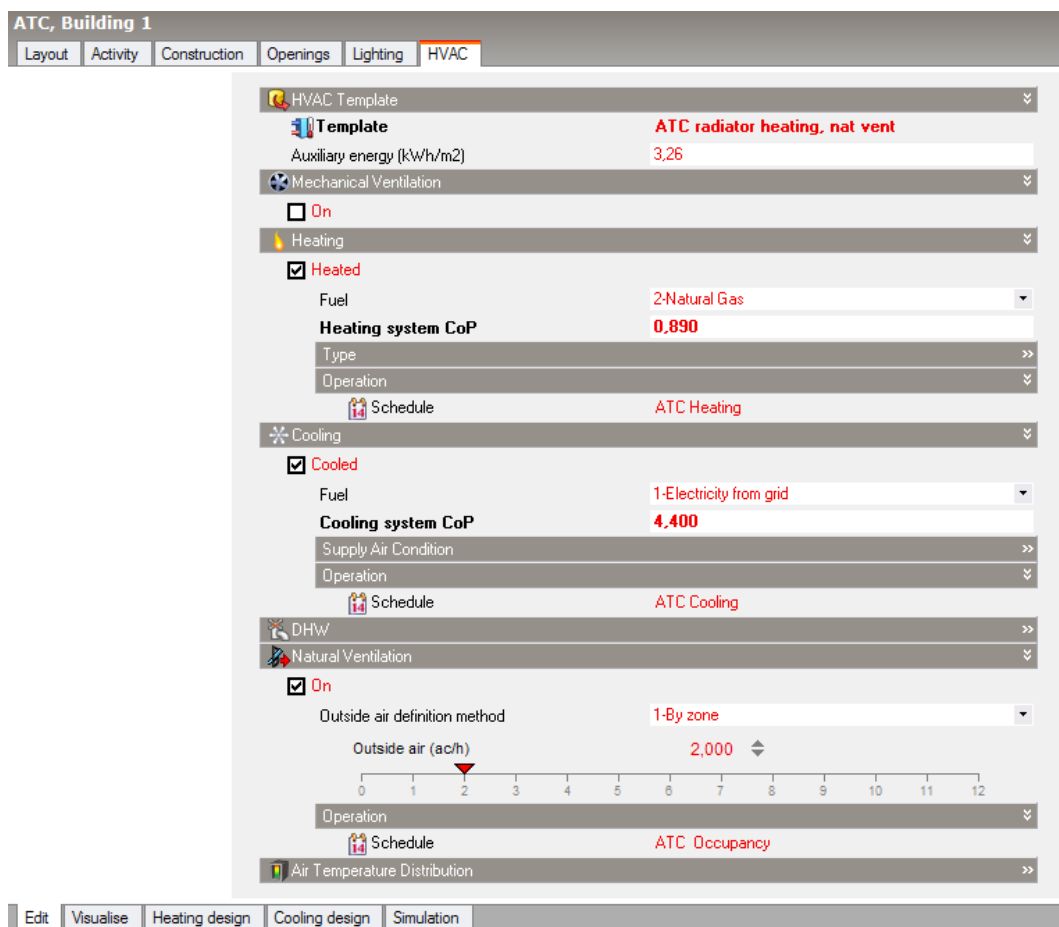 ATC, Building 1
Layout Activity Construction Openings Lighting HVAC
HVAC Template
Template ATC radiator heating, nat vent
Auxiliary energy (kWh/m2) 3,26
Mechanical Ventilation
On
Heating
Heated
Fuel 2-Natural Gas
Heating system CoP 0,890
Type
Operation
14 Schedule ATC Heating
Cooling
Cooled
Fuel 1-Electricity from grid
Cooling system CoP 4,400
Supply Air Condition
Operation
14 Schedule ATC Cooling
DHW
Natural Ventilation
On
Outside air definition method 1-By zone
Outside air (ac/h) 2,000
0 1 2 3 4 5 6 7 8 9 10 11 12
Operation
14 Schedule ATC Occupancy
Air Temperature Distribution
Edit Visualise Heating design Cooling design Simulation